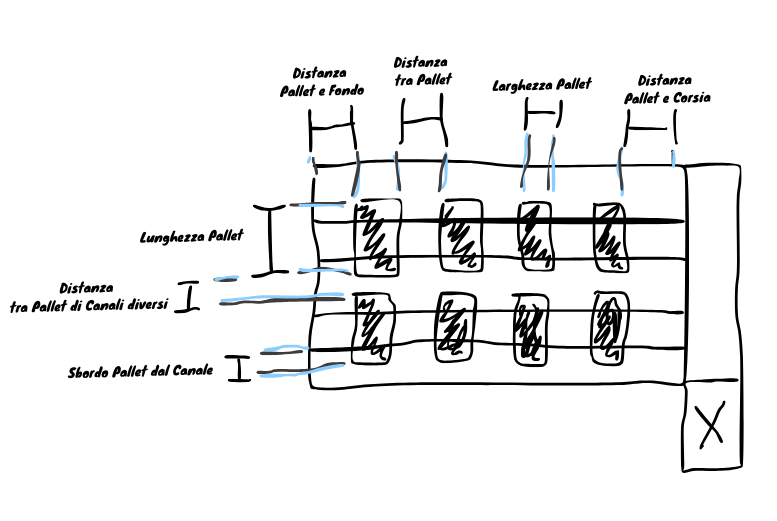 Distanza
Pallet e Fondo
Distanza
tra Pallet
Larghezza Pallet
Distanza
Pallet e Corsia
Lunghezza Pallet
Distanza
tra Pallet di Canali diversi
Sbordo Pallet dal Canale
X